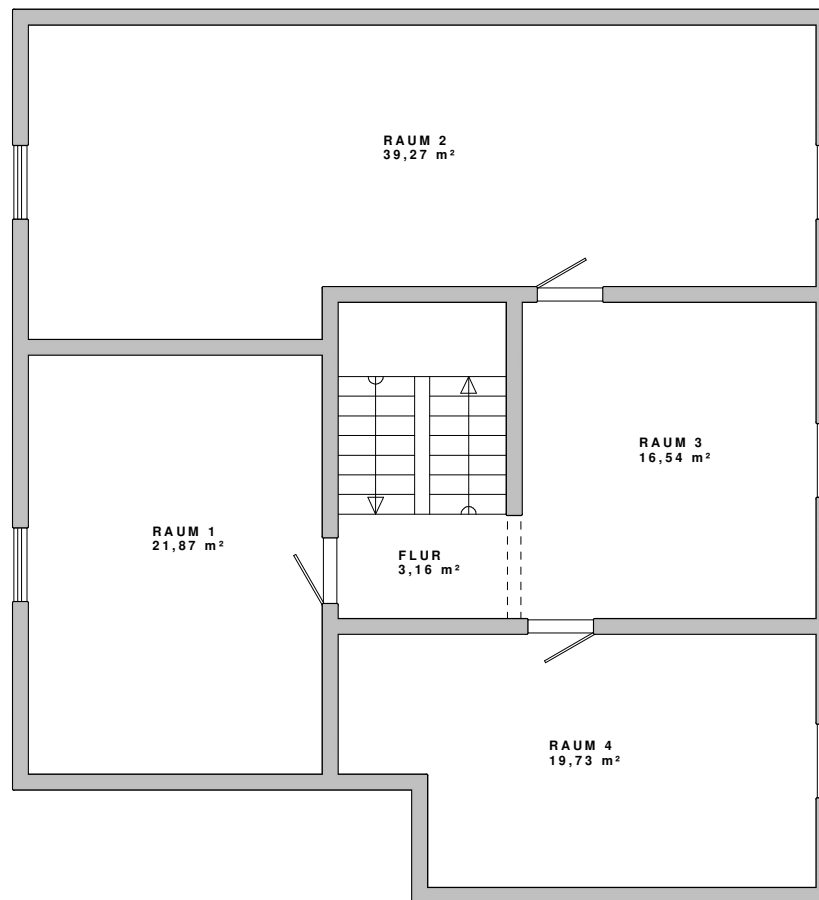 RAUM 2
39,27 m²
RAUM 3
16,54 m²
RAUM 1
21,87 m²
FLUR
3,16 m²
RAUM 4
19,73 m²